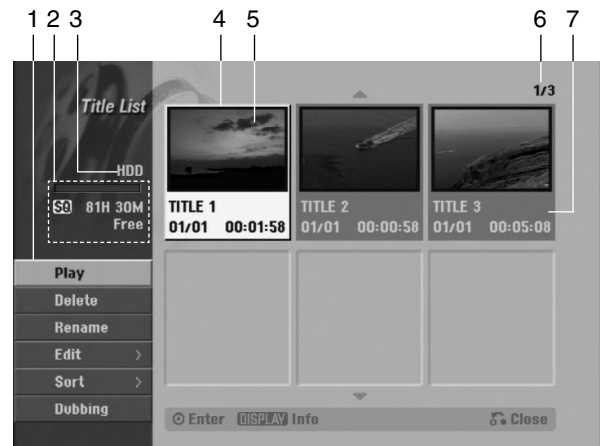 1 2 3 4 5 6 7
Title List
1/3
HDD
SQ 81H 30M
Free
TITLE 1
01/01 00:01:58
TITLE 2
01/01 00:00:58
TITLE 3
01/01 00:05:08
Play
Delete
Rename
Edit >
Sort >
Dubbing
Enter DISPLAY Info
Close